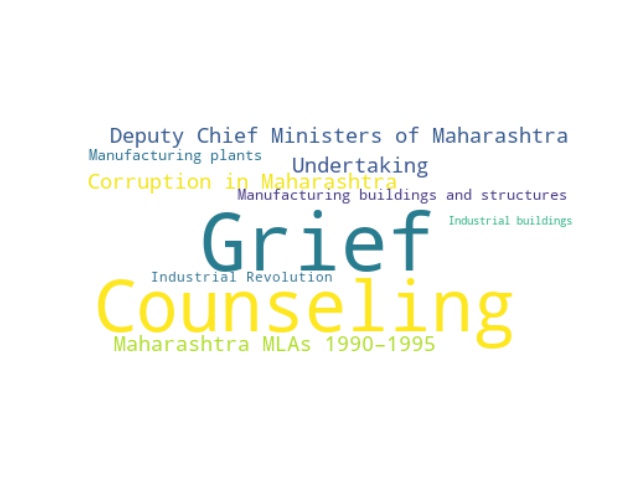 Deputy Chief Ministers of Maharashtra
Manufacturing plants
Undertaking
Corruption in Maharashtra
Manufacturing buildings and structures
Grief
Industrial buildings
Industrial Revolution
Counseling
Maharashtra MLAs 1990–1995